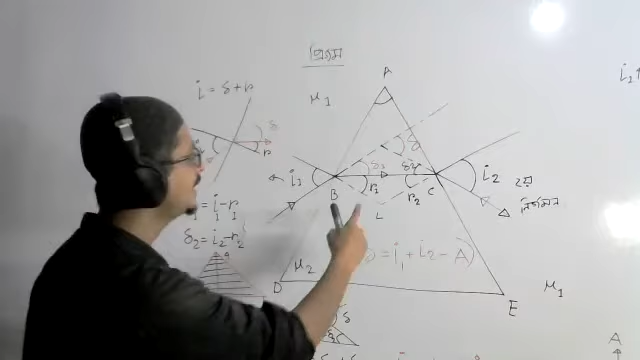 প্রিজম
i₁
A
i = δ + r
μ₁
δ
r
i₁
δ₁
δ₂
i₂
২য়
নির্গমন
B
r₁
r₂
C
L
= i₁ - r₁
δ₂ = i₂ - r₂
μ₂
= i₁ + i₂ - A)
D
E
μ₁
δ
A